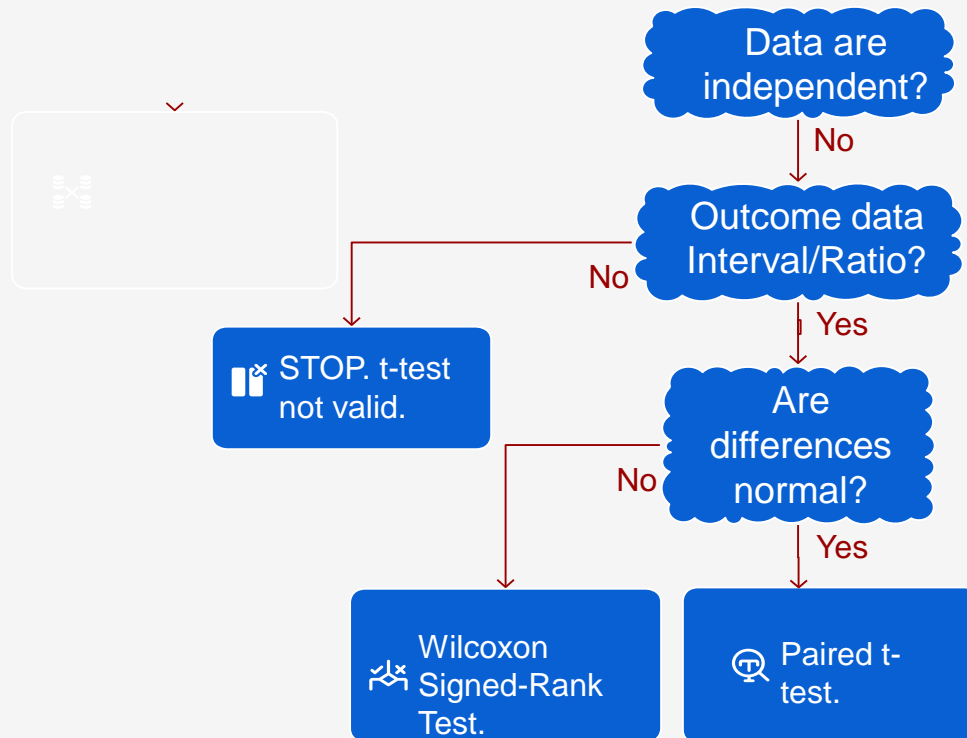 Data are
independent?
No
Outcome data
Interval/Ratio?
No
Yes
STOP. t-test
not valid.
Are
differences
normal?
No
Yes
Wilcoxon
Signed-Rank
Test.
Paired t-
test.